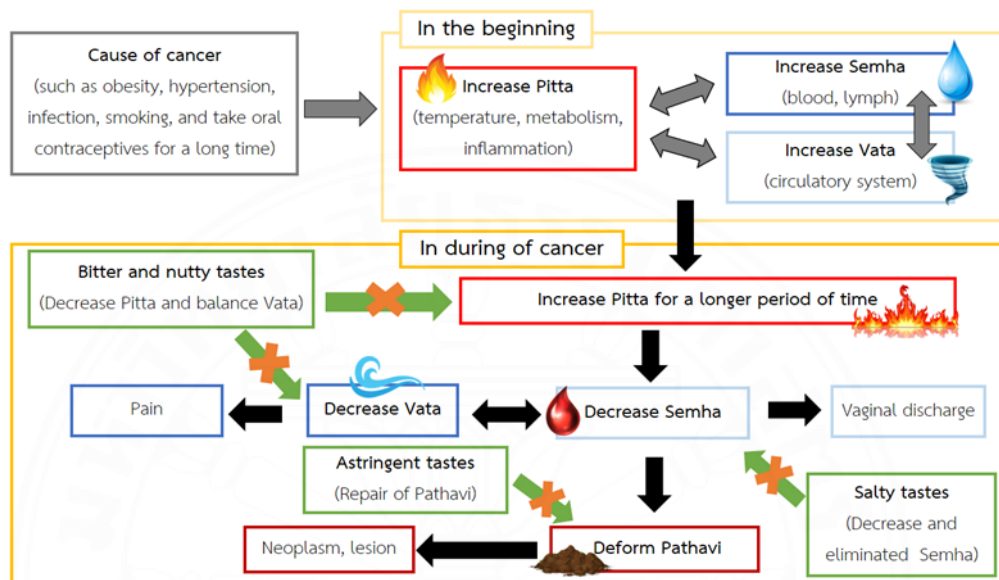 Cause of cancer
(such as obesity, hypertension,
infection, smoking, and take oral
contraceptives for a long time)
In the beginning
Increase Pitta
(temperature, metabolism,
inflammation)
Increase Semha
(blood, lymph)
Increase Vata
(circulatory system)
In during of cancer
Bitter and nutty tastes
(Decrease Pitta and balance Vata)
Increase Pitta for a longer period of time
Pain
Decrease Vata
Decrease Semha
Vaginal discharge
Astringent tastes
(Repair of Pathavi)
Salty tastes
(Decrease and
eliminated Semha)
Neoplasm, lesion
Deform Pathavi